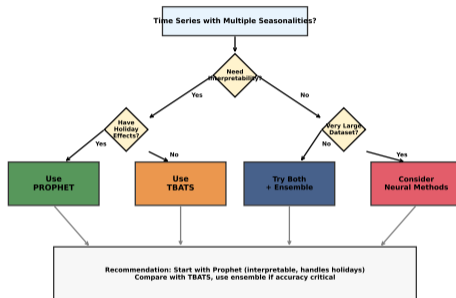 Time Series with Multiple Seasonalities?
Need
Interpretability?
Yes
No
Have
Holiday
Effects?
Very Large
Dataset?
Yes
No
No
Yes
Use
PROPHET
Use
TBATS
Try Both
+ Ensemble
Consider
Neural Methods
Recommendation: Start with Prophet (interpretable, handles holidays)
Compare with TBATS, use ensemble if accuracy critical